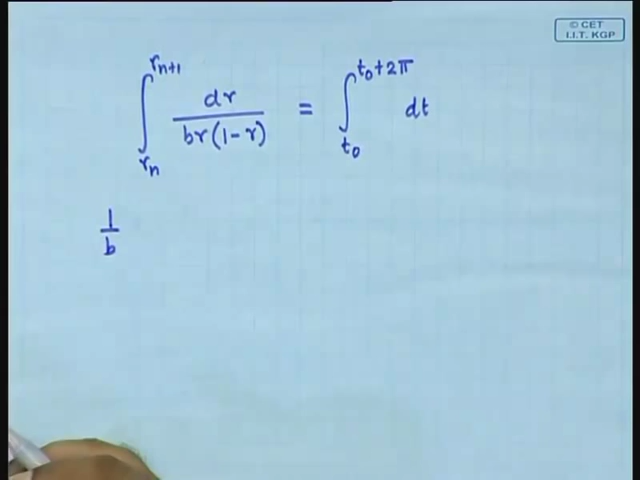 © CET
I.I.T. KGP
∫_{r_n}^{r_{n+1}} dr / br(1-r) = ∫_{t_0}^{t_0+2π} dt
1/b